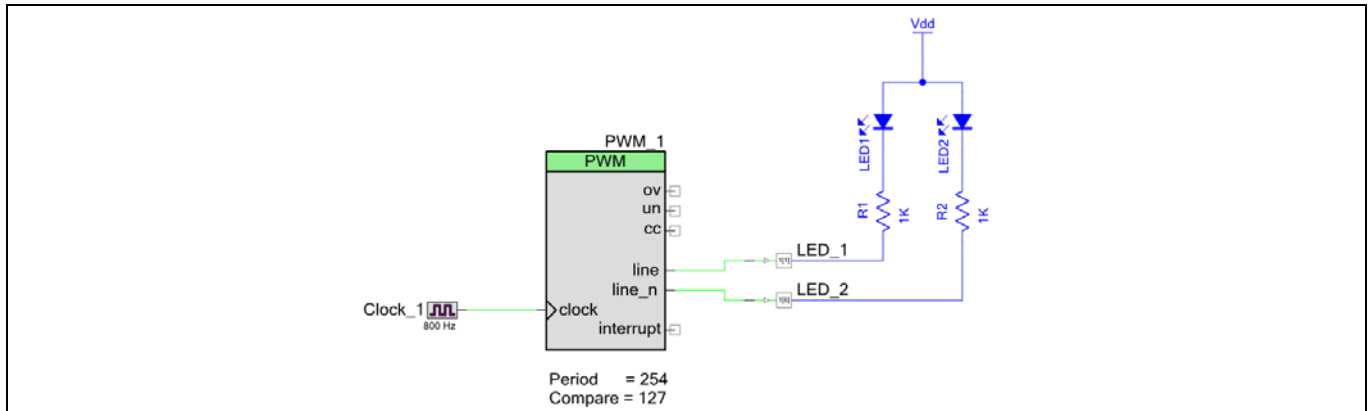 Vdd
LED1
LED2
PWM_1
PWM
ov
un
cc
R1
1K
R2
1K
line
LED_1
line_n
LED_2
Clock_1
800 Hz
clock
interrupt
Period = 254
Compare = 127